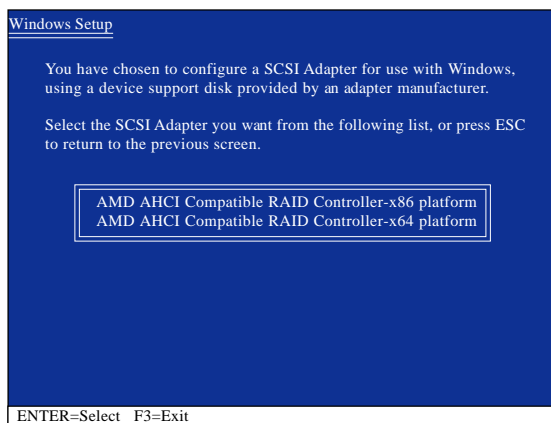 Windows Setup
You have chosen to configure a SCSI Adapter for use with Windows,
using a device support disk provided by an adapter manufacturer.
Select the SCSI Adapter you want from the following list, or press ESC
to return to the previous screen.
AMD AHCI Compatible RAID Controller-x86 platform
AMD AHCI Compatible RAID Controller-x64 platform
ENTER=Select F3=Exit